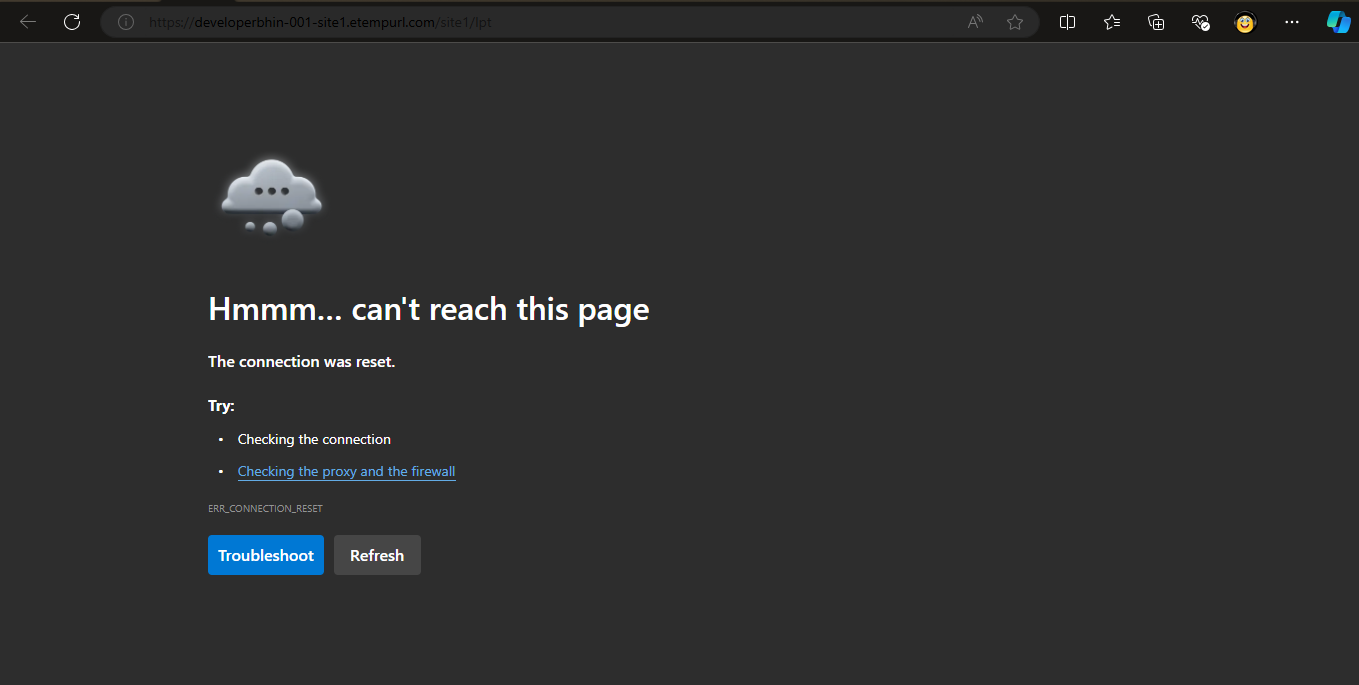 https://developerbhin-001-site1.etempurl.com/site1/lpt
Hmmm... can't reach this page
The connection was reset.
Try:
• Checking the connection
• Checking the proxy and the firewall
ERR_CONNECTION_RESET
Troubleshoot Refresh